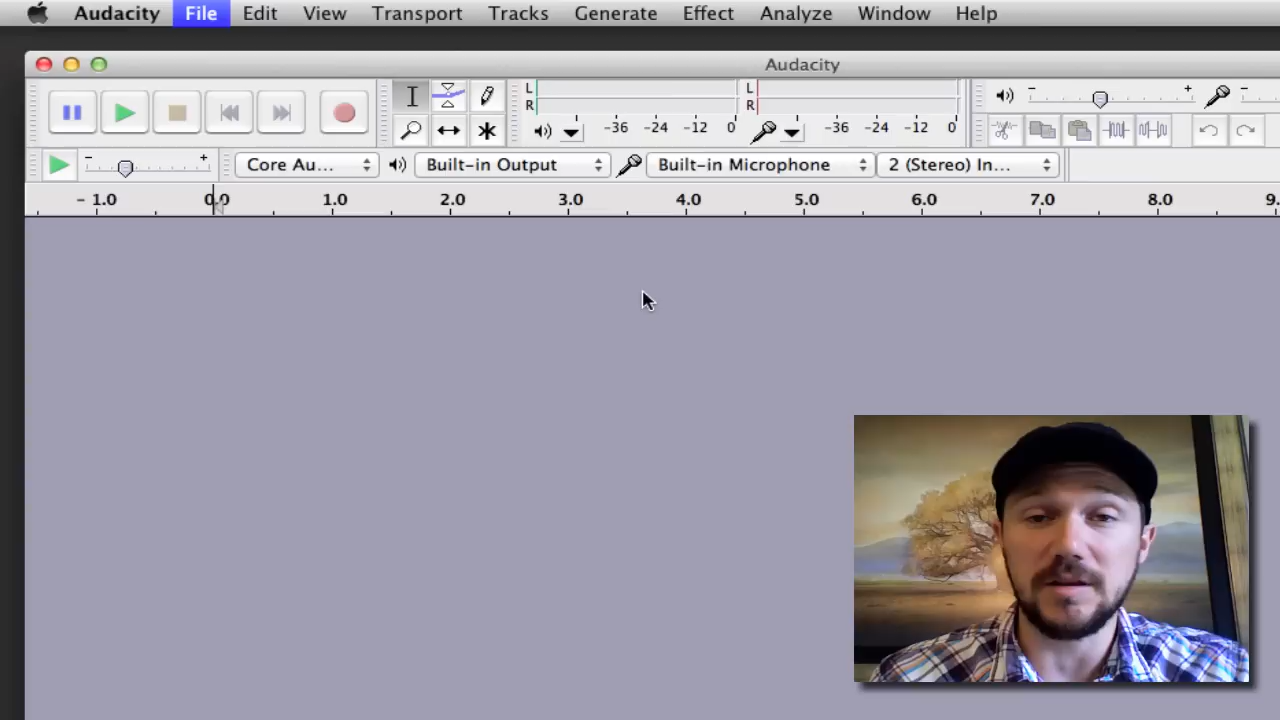 Audacity File Edit View Transport Tracks Generate Effect Analyze Window Help
Audacity
L L
R R
-36 -24 -12 0 -36 -24 -12 0
Core Au... Built-in Output Built-in Microphone 2 (Stereo) In...
- 1.0 0.0 1.0 2.0 3.0 4.0 5.0 6.0 7.0 8.0 9.